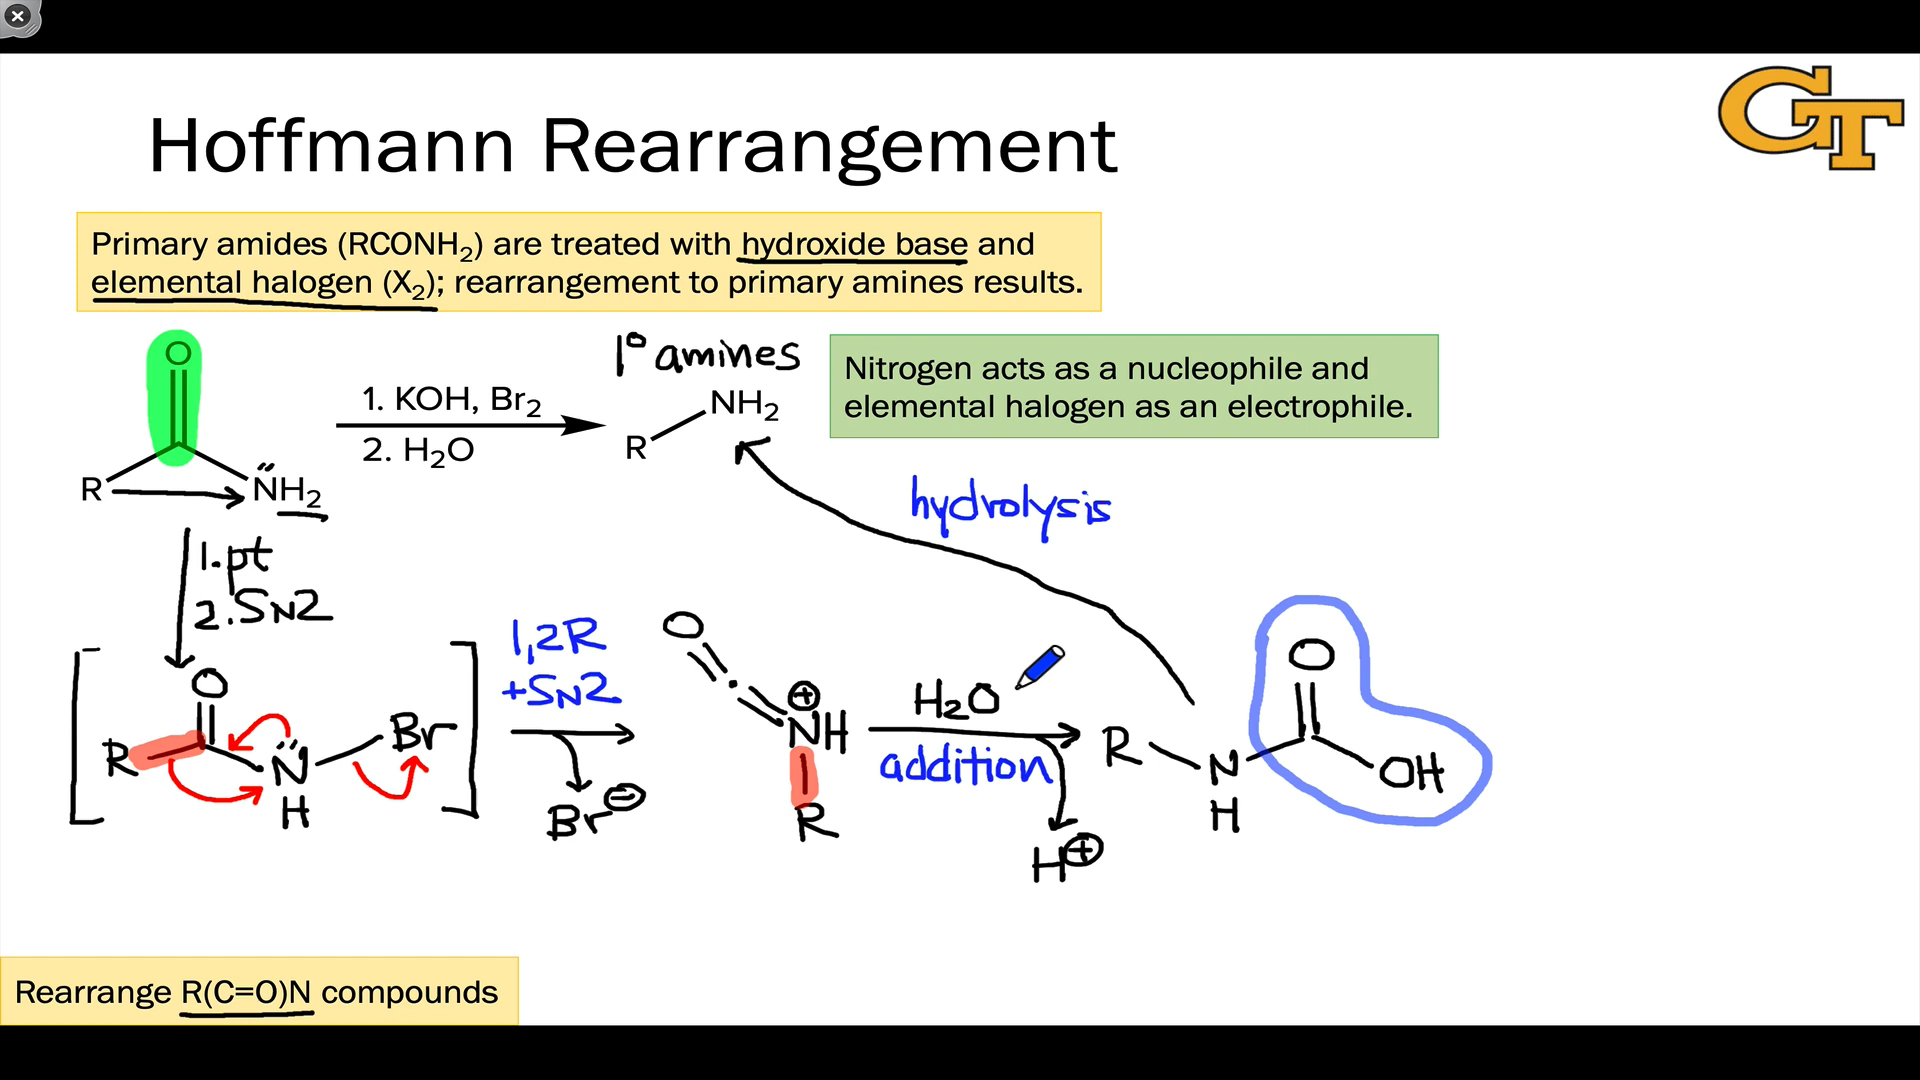 GT
Hoffmann Rearrangement
Primary amides (RCONH₂) are treated with hydroxide base and
elemental halogen (X₂); rearrangement to primary amines results.
O
R
N̈H₂
1. KOH, Br₂
2. H₂O
1° amines
NH₂
R
Nitrogen acts as a nucleophile and
elemental halogen as an electrophile.
hydrolysis
1. pt
2. SN2
O
R
N̈
H
Br
1,2R
+SN2
Br⊖
O
⊕
NH
R
H₂O
addition
H⊕
R
N
H
O
OH
Rearrange R(C=O)N compounds